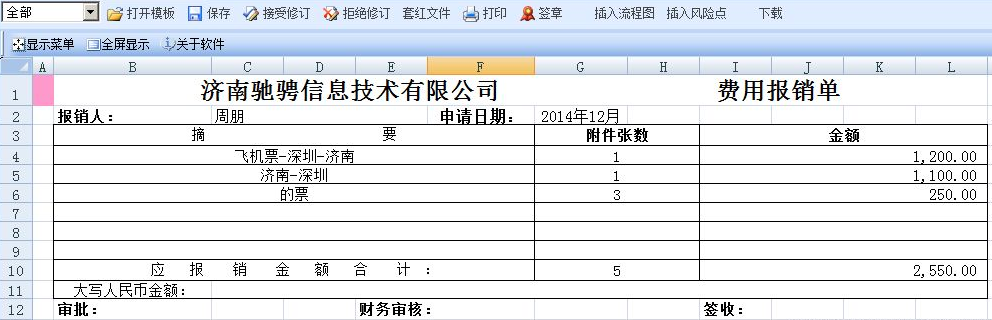 全部 打开模板 保存 接受修订 拒绝修订 套红文件 打印 签章 插入流程图 插入风险点 下载
显示菜单 全屏显示 关于软件
A B C D E F G H I J K L
1 济南驰骋信息技术有限公司 费用报销单
2 报销人： 周朋 申请日期： 2014年12月
3 摘 要 附件张数 金额
4 飞机票-深圳-济南 1 1,200.00
5 济南-深圳 1 1,100.00
6 的票 3 250.00
7
8
9
10 应 报 销 金 额 合 计 ： 5 2,550.00
11 大写人民币金额：
12 审批： 财务审核： 签收：